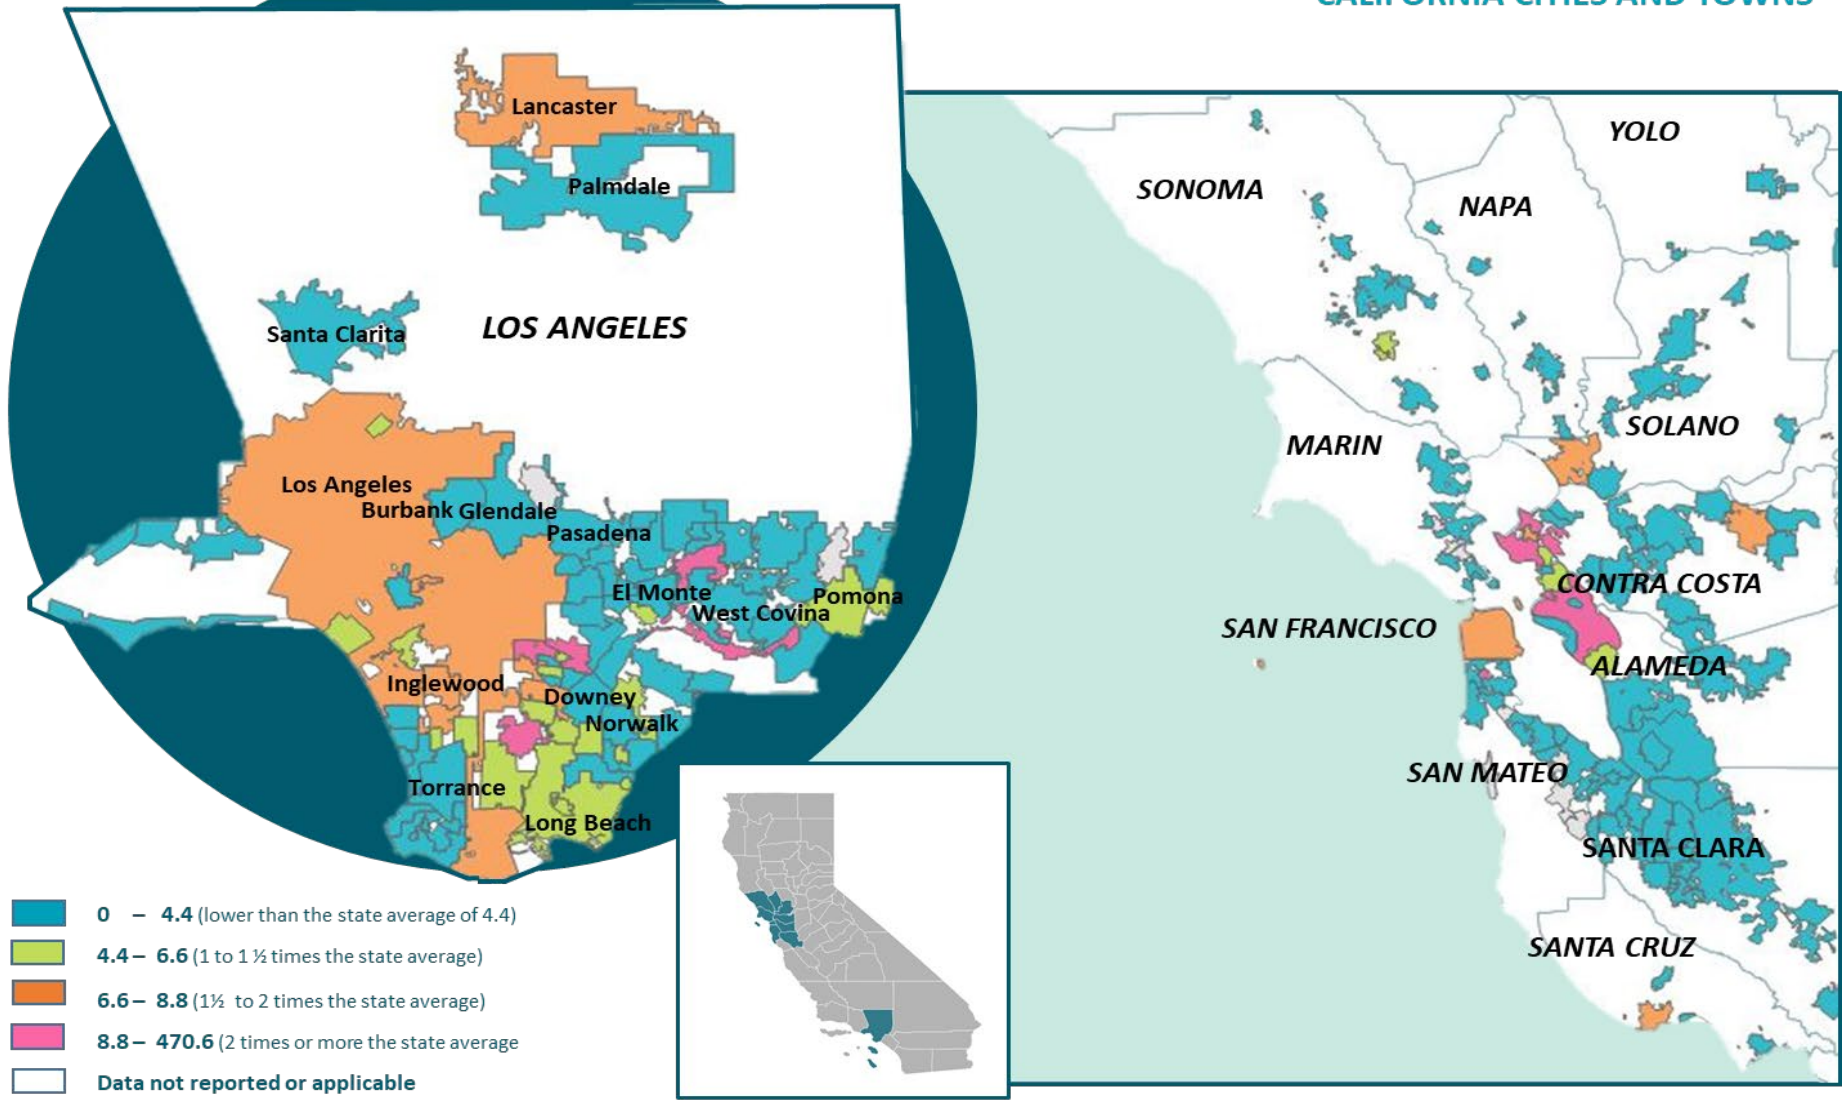 CALIFORNIA CITIES AND TOWNS
Lancaster
Palmdale
Santa Clarita
LOS ANGELES
Los Angeles
Burbank
Glendale
Pasadena
El Monte
West Covina
Pomona
Inglewood
Downey
Norwalk
Torrance
Long Beach
YOLO
SONOMA
NAPA
SOLANO
MARIN
CONTRA COSTA
SAN FRANCISCO
ALAMEDA
SAN MATEO
SANTA CLARA
SANTA CRUZ
0 – 4.4 (lower than the state average of 4.4)
4.4 – 6.6 (1 to 1 ½ times the state average)
6.6 – 8.8 (1½ to 2 times the state average)
8.8 – 470.6 (2 times or more the state average
Data not reported or applicable